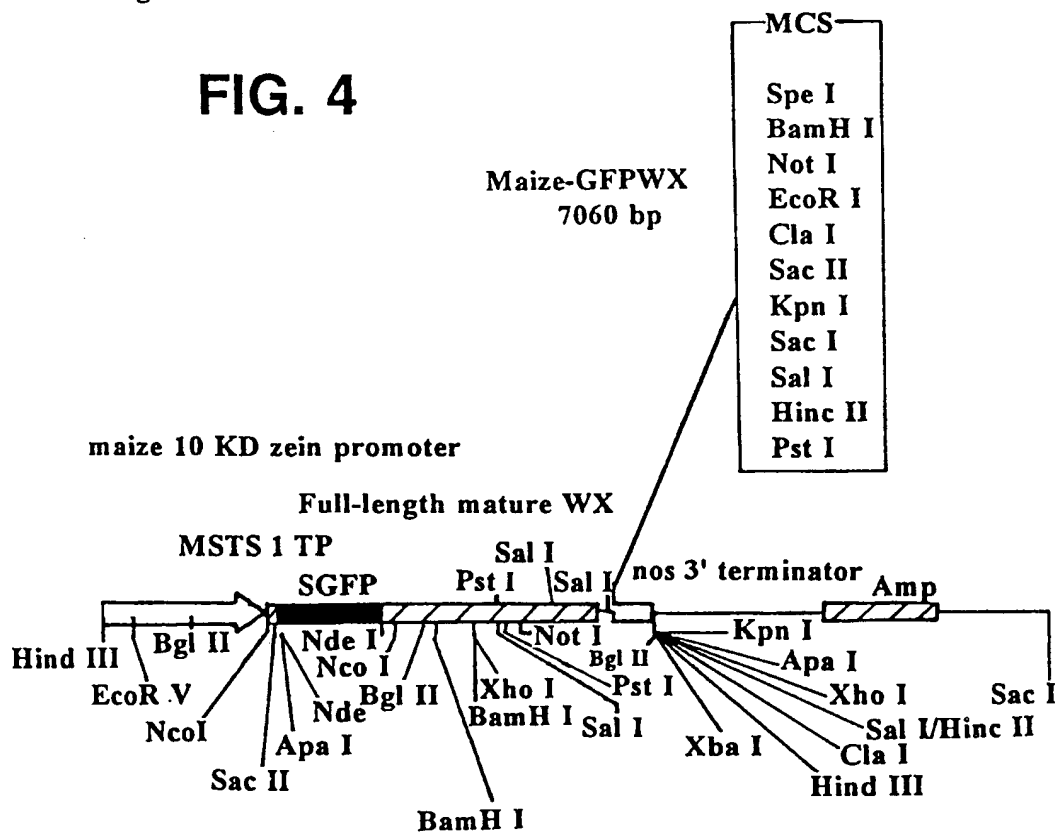 MCS
FIG. 4
Spe I
BamH I
Not I
EcoR I
Cla I
Sac II
Kpn I
Sac I
Sal I
Hinc II
Pst I
Maize-GFPWX
7060 bp
maize 10 KD zein promoter
Full-length mature WX
MSTS 1 TP
SGFP
Pst I
Sal I
Sal I
nos 3' terminator
Amp
Hind III
EcoR V
Bgl II
NcoI
Sac II
Apa I
Nde
Nde I
Nco I
Bgl II
BamH I
Xho I
BamH I
Not I
Pst I
Sal I
Bgl II
Xba I
Kpn I
Apa I
Xho I
Sal I/Hinc II
Cla I
Hind III
Sac I